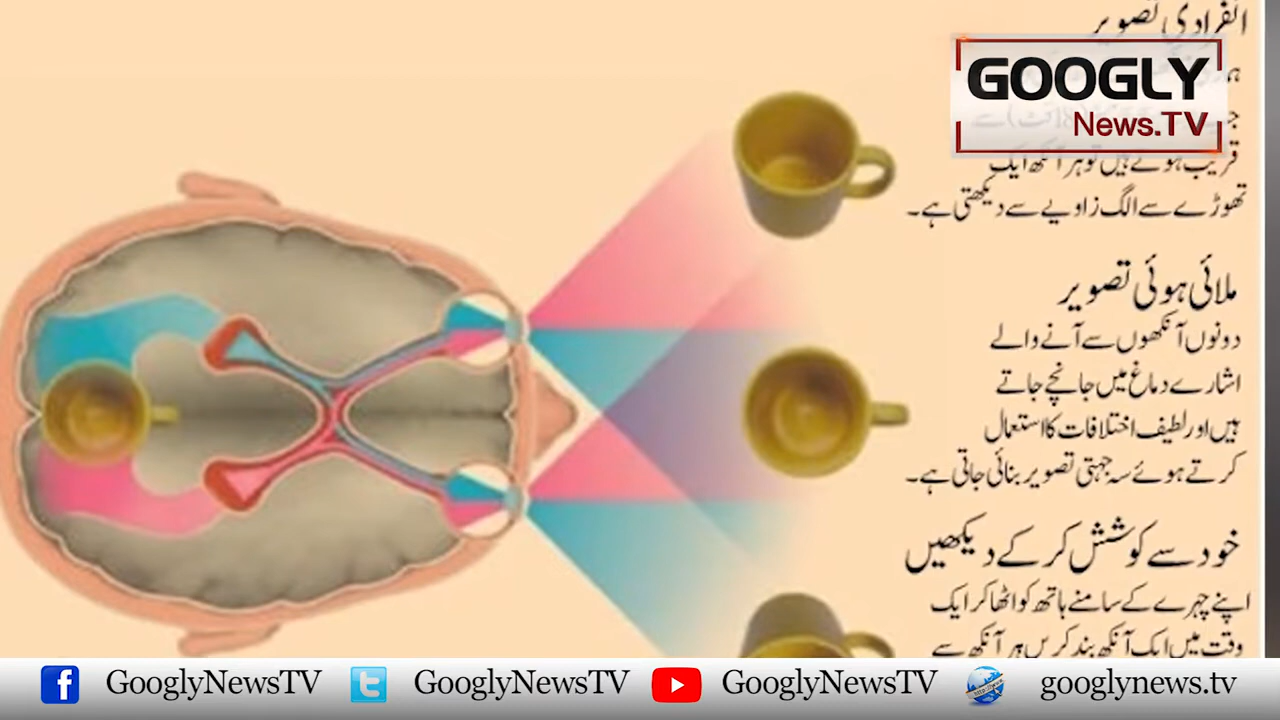 انفرادی تصویر
GOOGLY
News.TV
قریب ہوتے ہیں تو ہر آنکھ ایک
تھوڑے سے الگ زاویے سے دیکھتی ہے۔
ملائی ہوئی تصویر
دونوں آنکھوں سے آنے والے
اشارے دماغ میں جانچے جاتے
ہیں اور لطیف اختلافات کا استعمال
کرتے ہوئے سہ جہتی تصویر بنائی جاتی ہے۔
خود سے کوشش کر کے دیکھیں
اپنے چہرے کے سامنے ہاتھ کو اٹھا کر ایک
وقت میں ایک آنکھ بند کریں ہر آنکھ سے
GooglyNewsTV
GooglyNewsTV
GooglyNewsTV
googlynews.tv